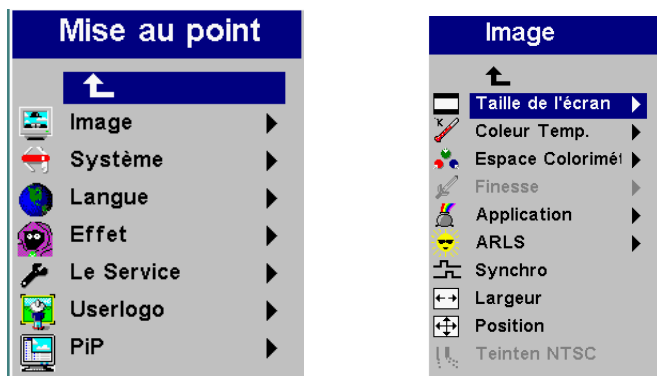 Mise au point
Image
Système
Langue
Effet
Le Service
Userlogo
PiP
Image
Taille de l'écran
Coleur Temp.
Espace Colorimét
Finesse
Application
ARLS
Synchro
Largeur
Position
Teinten NTSC